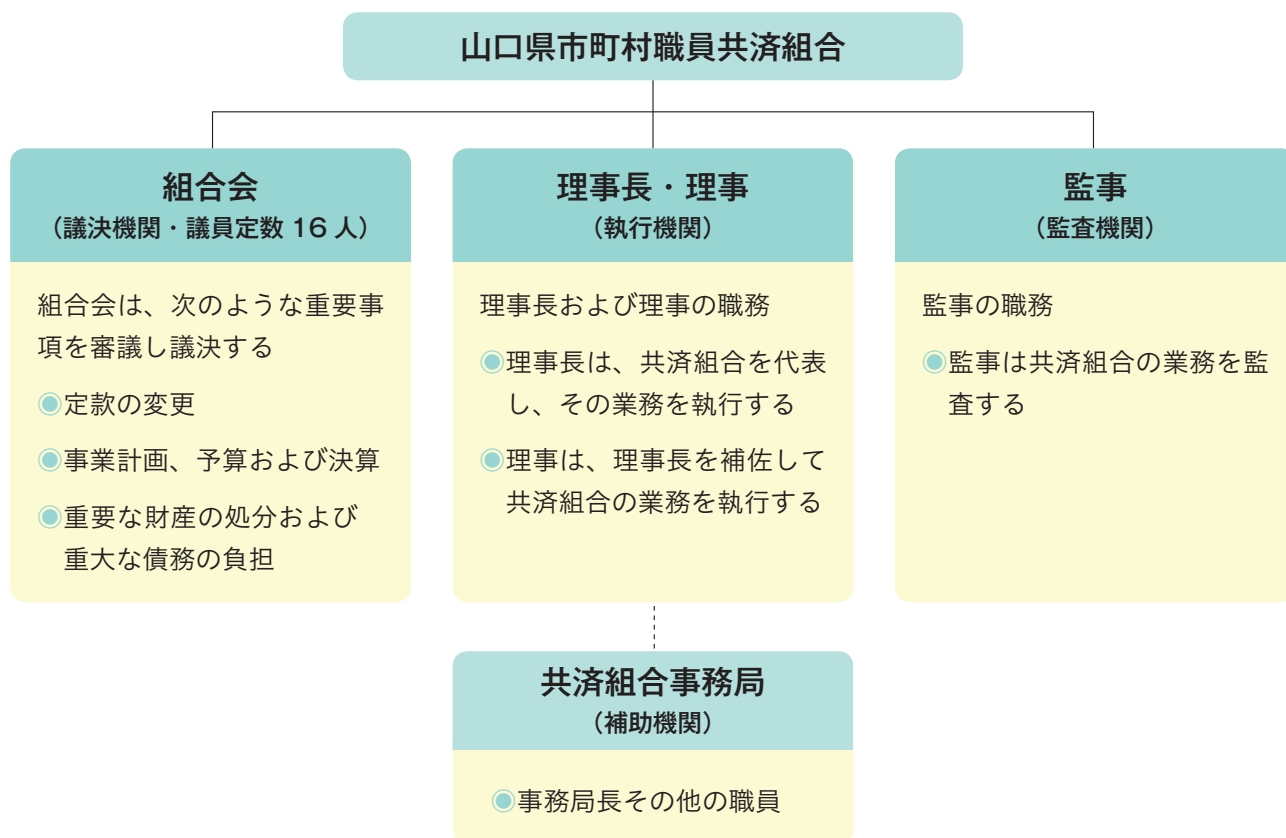 山口県市町村職員共済組合
組合会
（議決機関・議員定数 16 人）
組合会は、次のような重要事
項を審議し議決する
◉定款の変更
◉事業計画、予算および決算
◉重要な財産の処分および
重大な債務の負担
理事長・理事
（執行機関）
理事長および理事の職務
◉理事長は、共済組合を代表
し、その業務を執行する
◉理事は、理事長を補佐して
共済組合の業務を執行する
監事
（監査機関）
監事の職務
◉監事は共済組合の業務を監
査する
共済組合事務局
（補助機関）
◉事務局長その他の職員